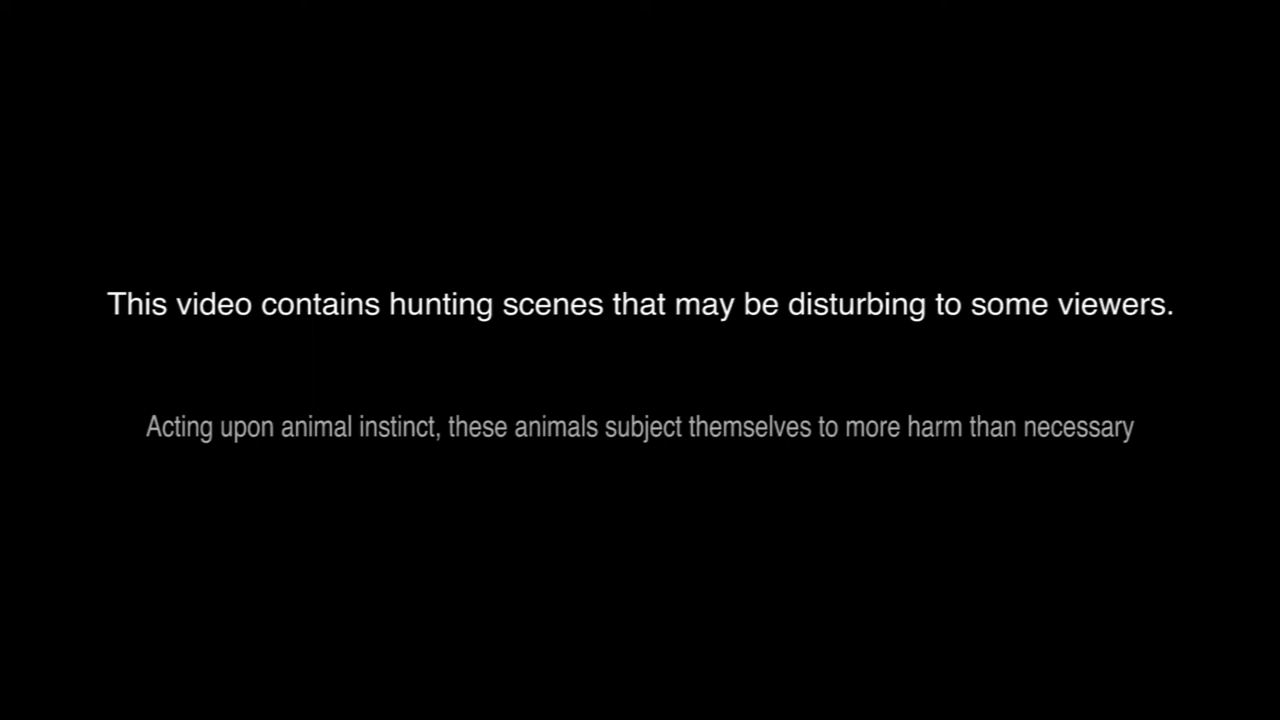 This video contains hunting scenes that may be disturbing to some viewers.
Acting upon animal instinct, these animals subject themselves to more harm than necessary